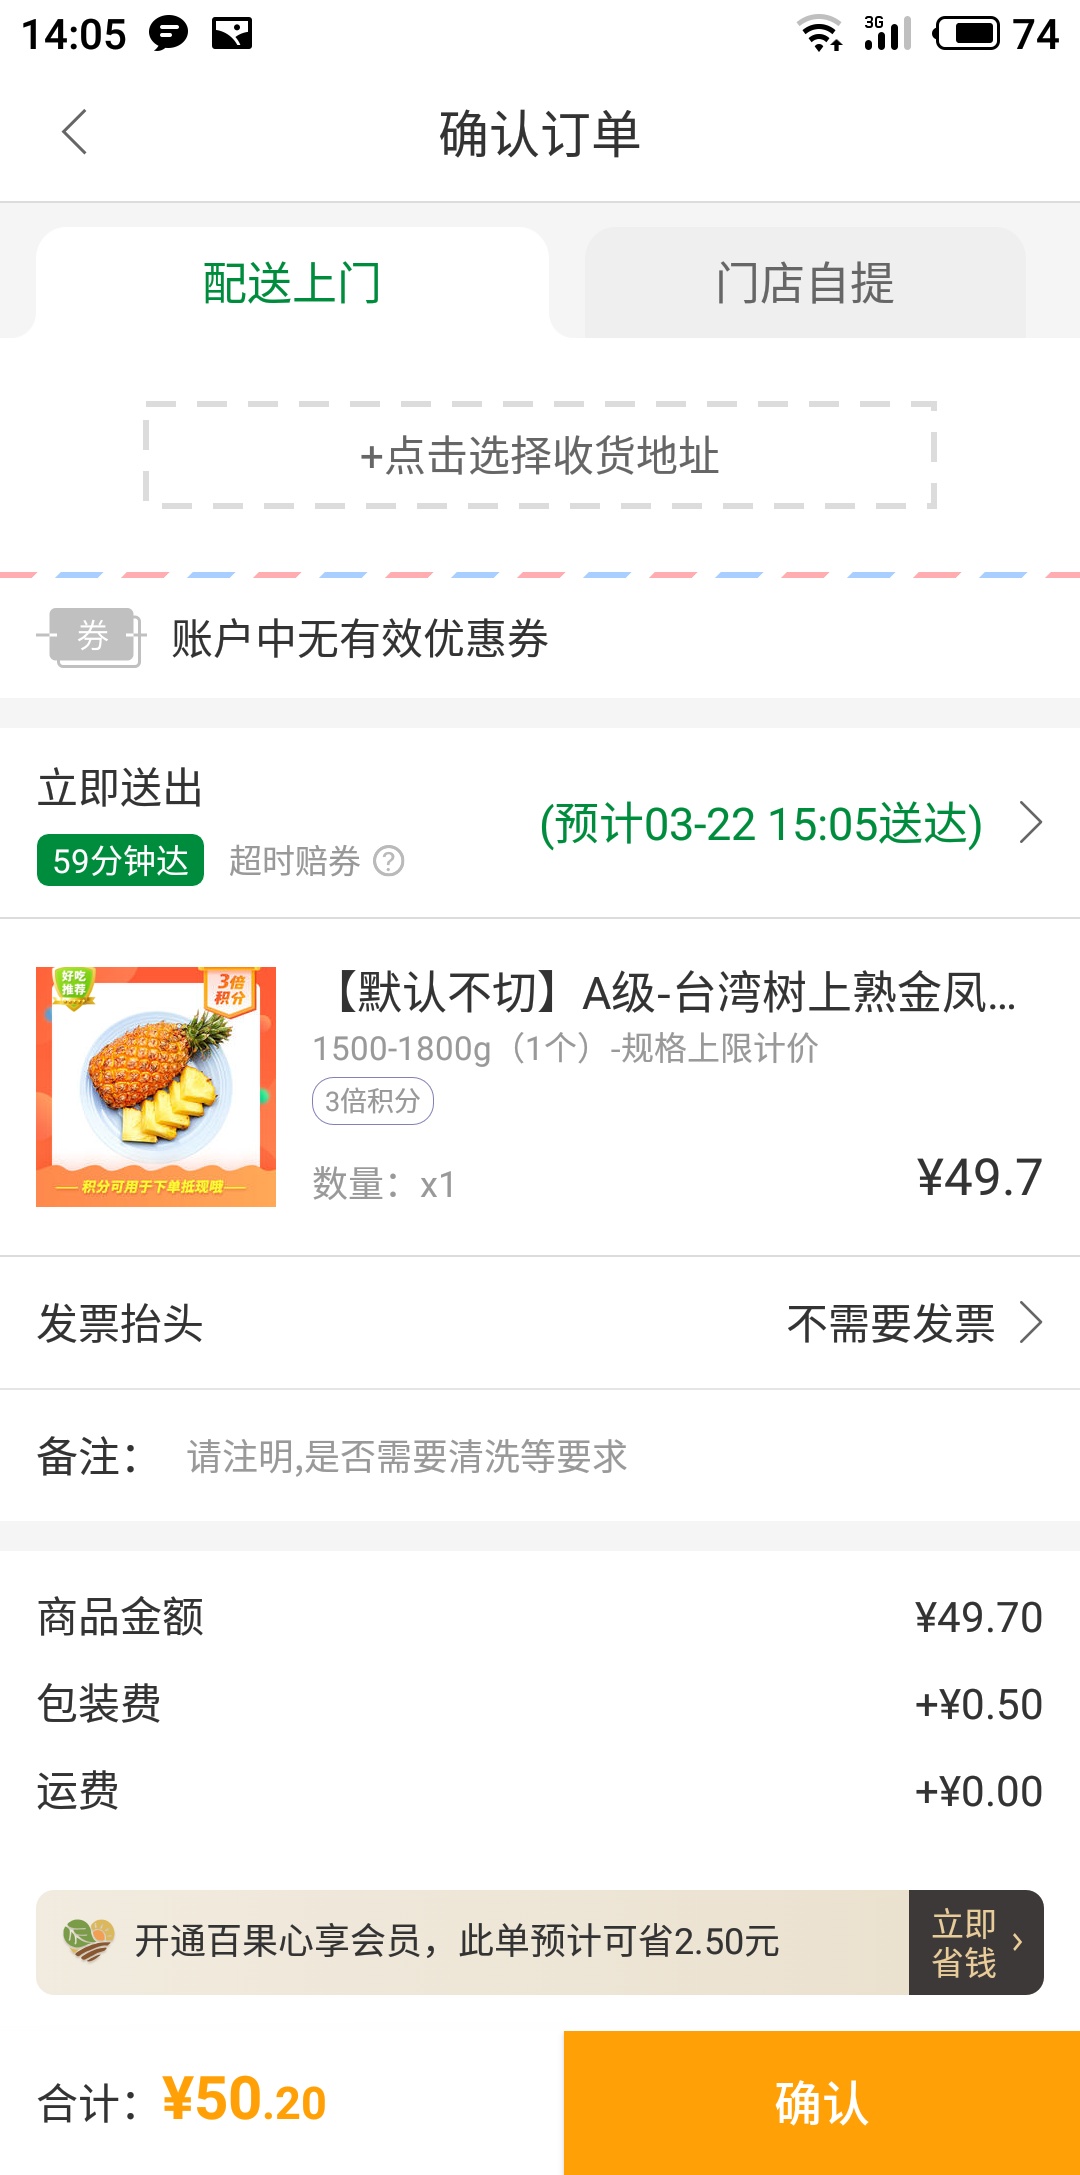 14:05
3G
74
确认订单
配送上门
门店自提
+点击选择收货地址
券
账户中无有效优惠券
立即送出
(预计03-22 15:05送达)
59分钟达
超时赔券 ?
好吃
推荐
3倍
积分
积分可用于下单抵现哦
【默认不切】A级-台湾树上熟金凤...
1500-1800g（1个）-规格上限计价
3倍积分
数量：x1
¥49.7
发票抬头
不需要发票
备注：
请注明,是否需要清洗等要求
商品金额
¥49.70
包装费
+¥0.50
运费
+¥0.00
开通百果心享会员，此单预计可省2.50元
立即
省钱
合计：¥50.20
确认